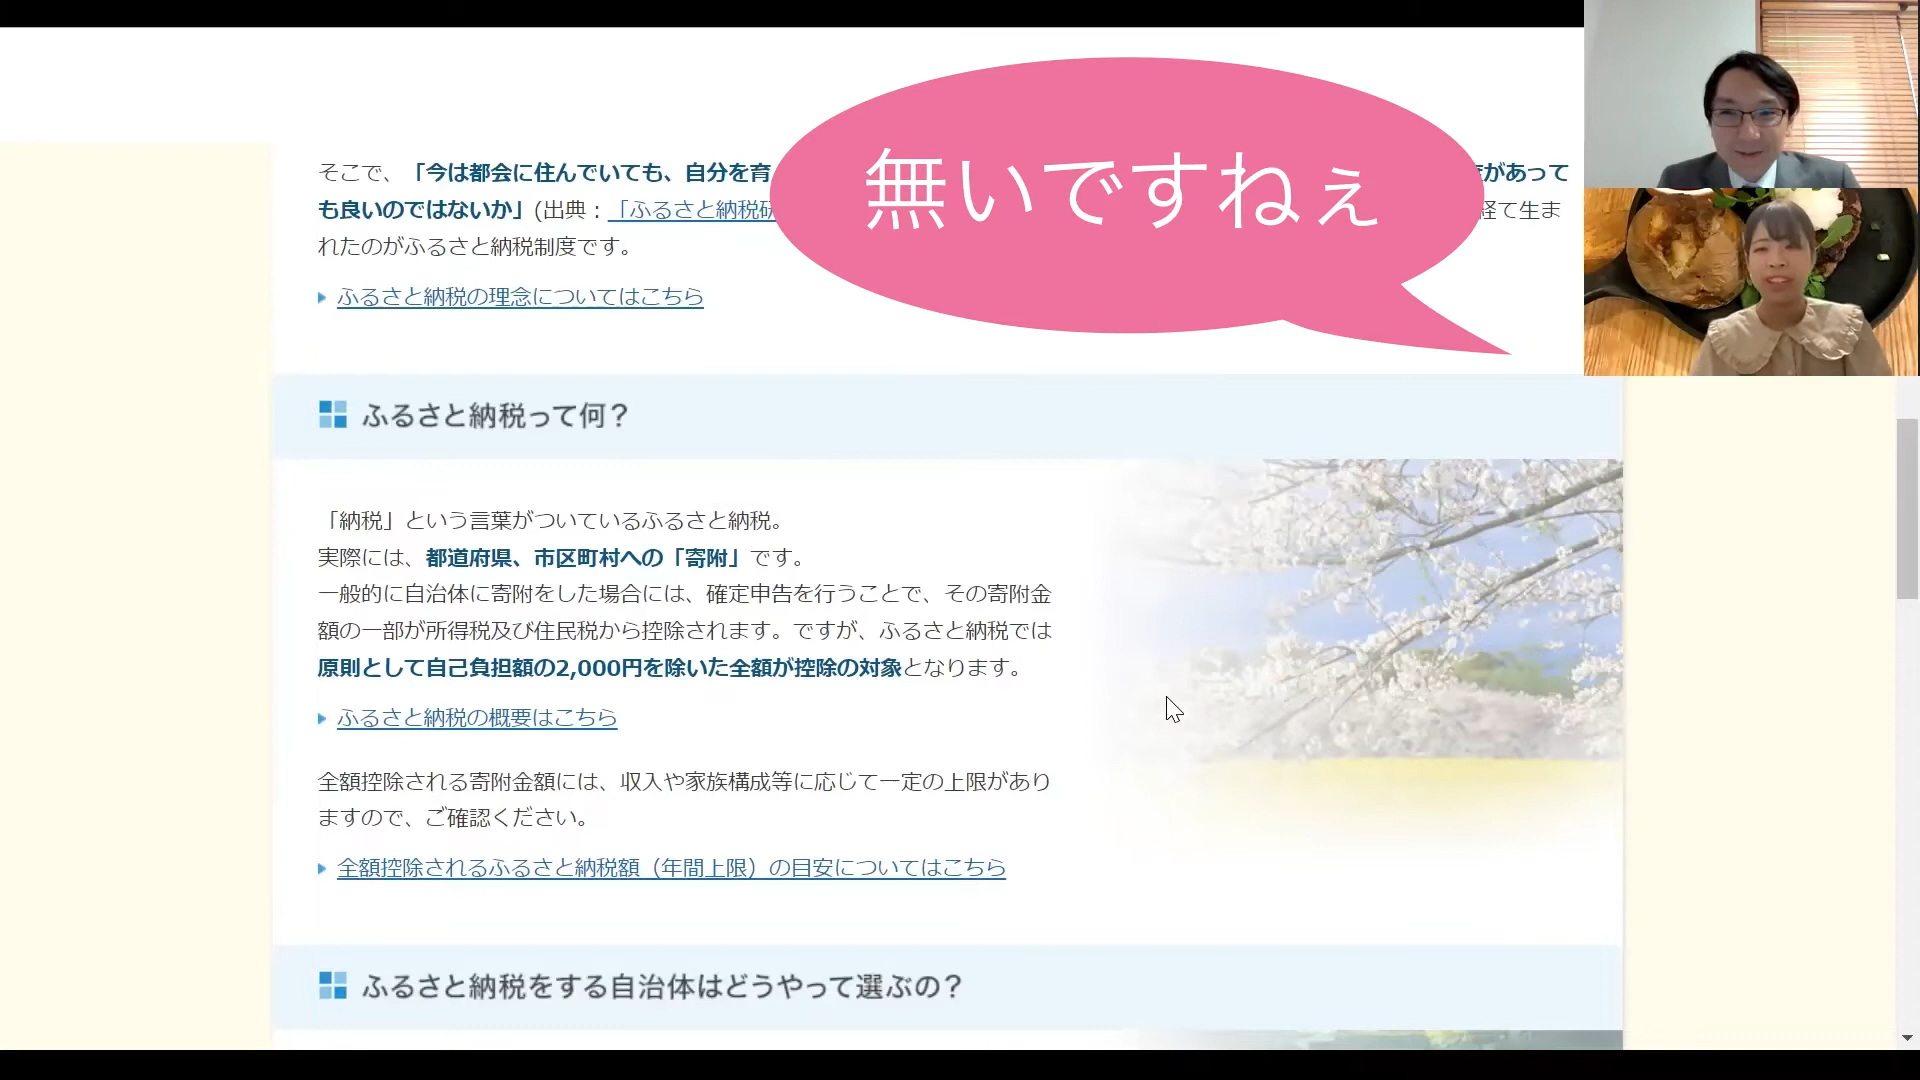 そこで、「今は都会に住んでいても、自分を育
があって
も良いのではないか」(出典：「ふるさと納税研
経て生ま
れたのがふるさと納税制度です。
無いですねぇ
ふるさと納税の理念についてはこちら
ふるさと納税って何？
「納税」という言葉がついているふるさと納税。
実際には、都道府県、市区町村への「寄附」です。
一般的に自治体に寄附をした場合には、確定申告を行うことで、その寄附金
額の一部が所得税及び住民税から控除されます。ですが、ふるさと納税では
原則として自己負担額の2,000円を除いた全額が控除の対象となります。
ふるさと納税の概要はこちら
全額控除される寄附金額には、収入や家族構成等に応じて一定の上限があり
ますので、ご確認ください。
全額控除されるふるさと納税額（年間上限）の目安についてはこちら
ふるさと納税をする自治体はどうやって選ぶの？